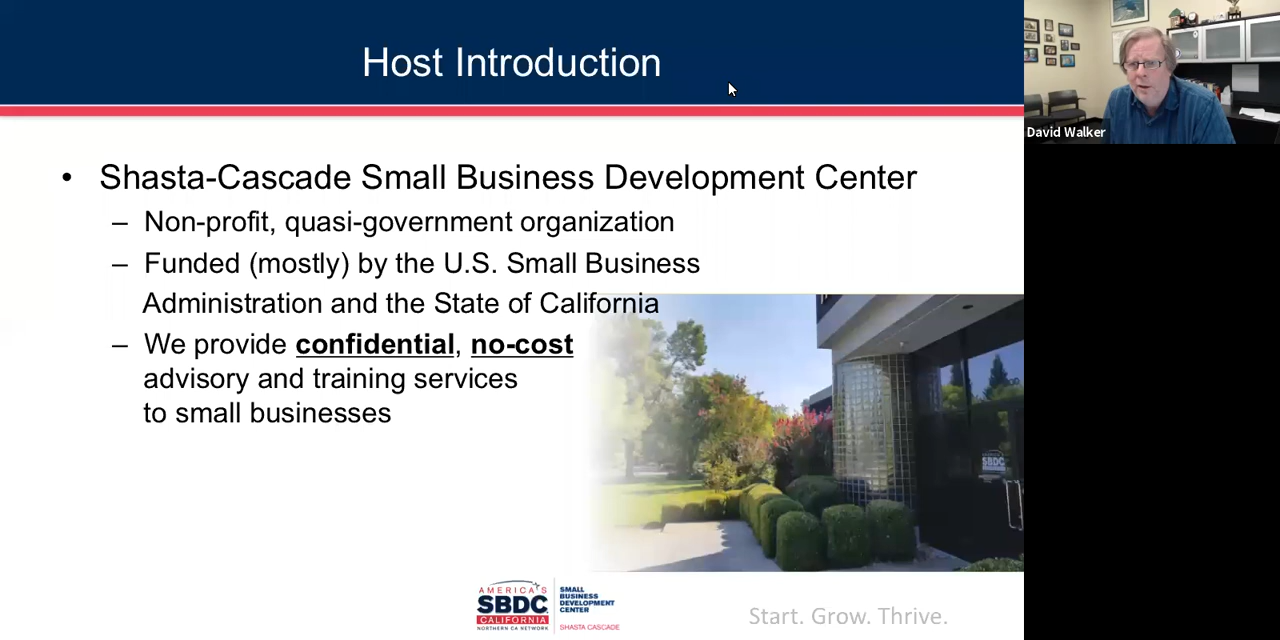 Host Introduction
David Walker
• Shasta-Cascade Small Business Development Center
– Non-profit, quasi-government organization
– Funded (mostly) by the U.S. Small Business
Administration and the State of California
– We provide confidential, no-cost
advisory and training services
to small businesses
SBDC
AMERICA'S
SBDC
CALIFORNIA
NORTHERN CA NETWORK
SMALL
BUSINESS
DEVELOPMENT
CENTER
SHASTA CASCADE
Start. Grow. Thrive.